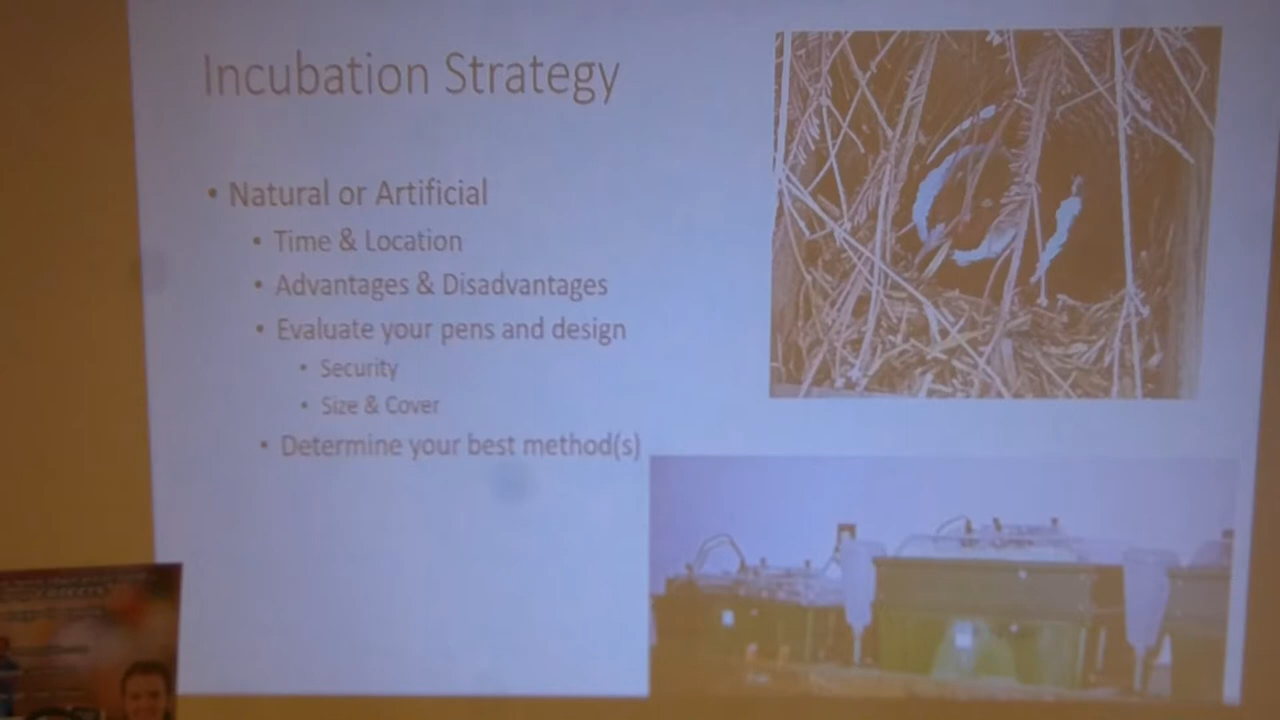 Incubation Strategy
• Natural or Artificial
• Time & Location
• Advantages & Disadvantages
• Evaluate your pens and design
• Security
• Size & Cover
• Determine your best method(s)